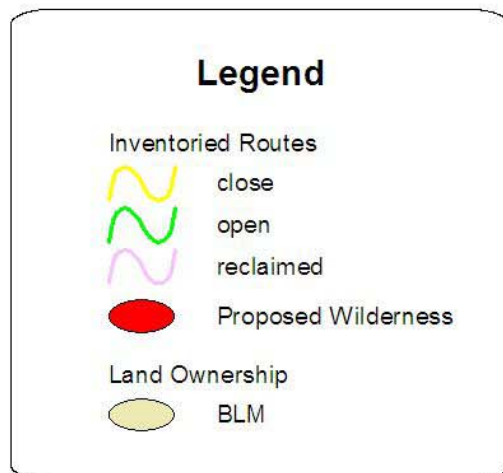 Legend
Inventoried Routes
close
open
reclaimed
Proposed Wilderness
Land Ownership
BLM